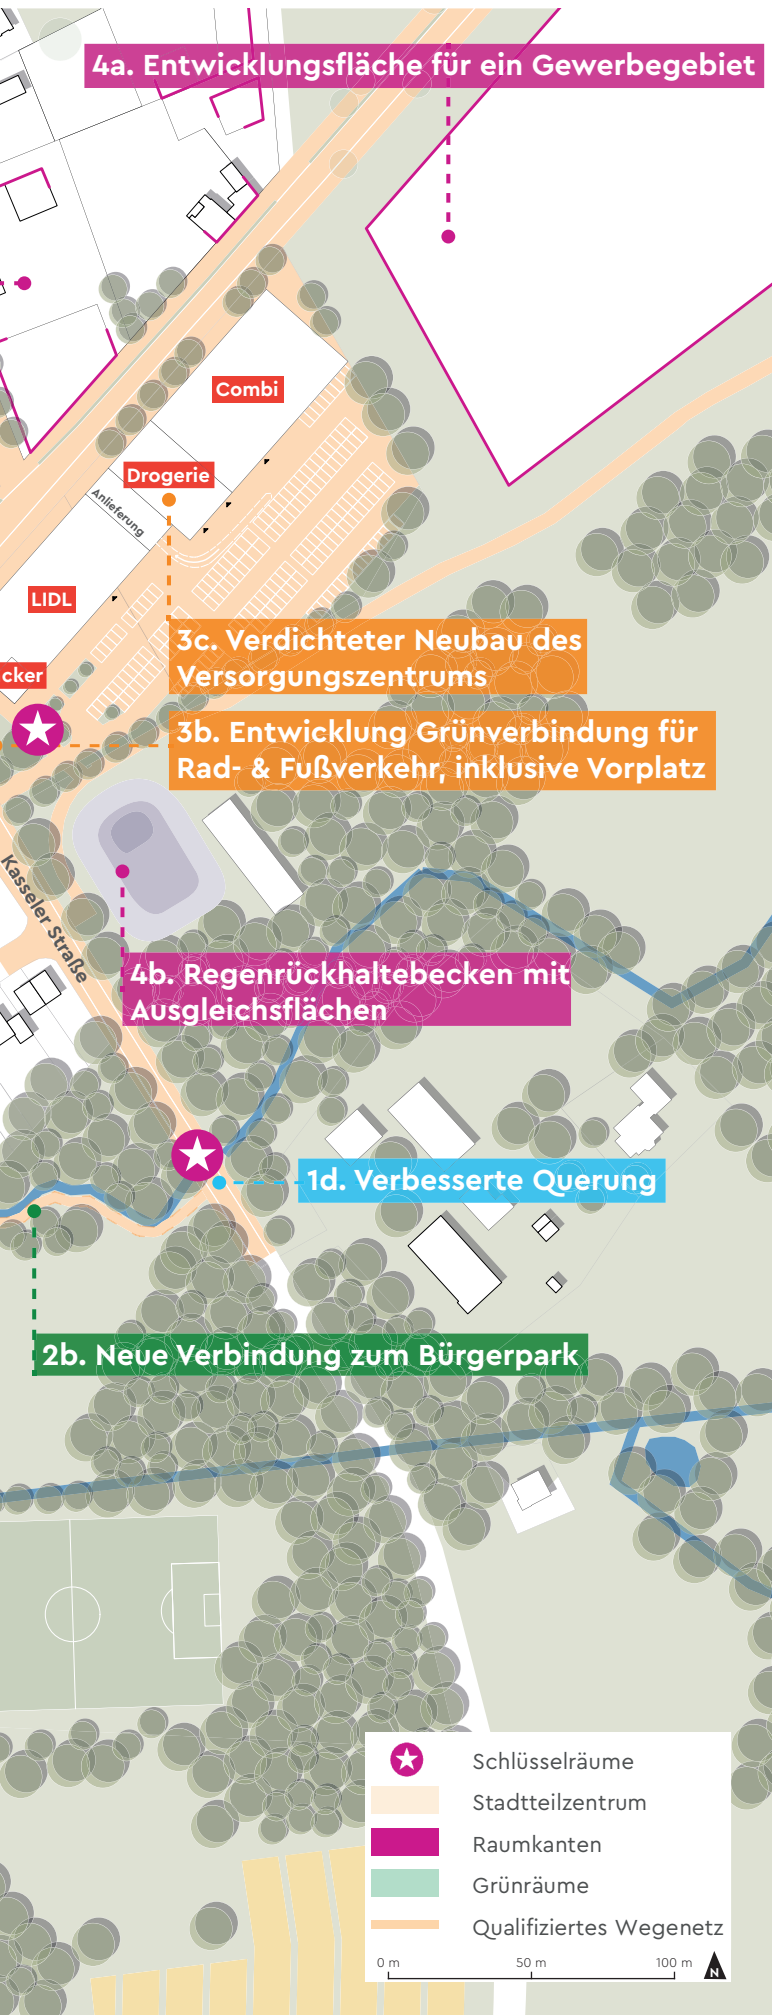 4a. Entwicklungsfläche für ein Gewerbegebiet
Combi
Drogerie
Anlieferung
LIDL
3c. Verdichteter Neubau des
Versorgungszentrums
cker
3b. Entwicklung Grünverbindung für
Rad- & Fußverkehr, inklusive Vorplatz
Kasseler Straße
4b. Regenrückhaltebecken mit
Ausgleichsflächen
1d. Verbesserte Querung
2b. Neue Verbindung zum Bürgerpark
Schlüsselräume
Stadtteilzentrum
Raumkanten
Grünräume
Qualifiziertes Wegenetz
0 m 50 m 100 m
N